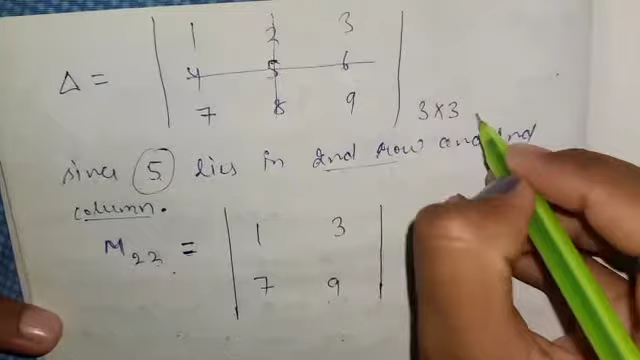 1 2 3
Δ = 4 5 6
7 8 9 3×3
since 5 lies in 2nd row and 2nd
column.
M22 = 1 3
7 9